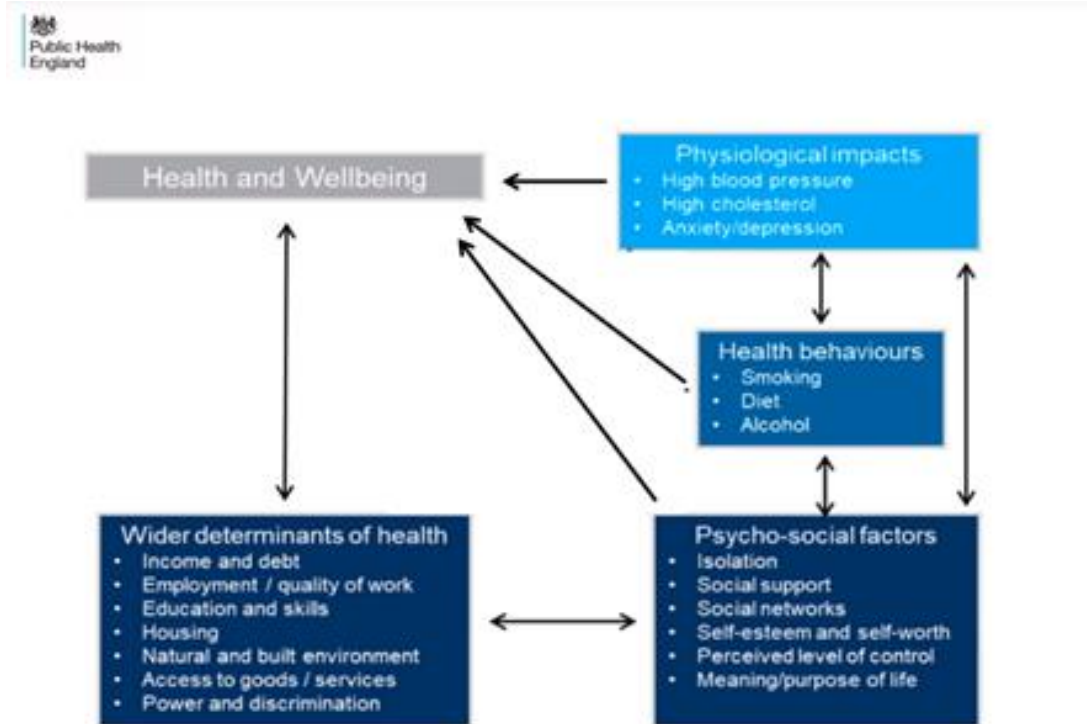 Public Health
England
Health and Wellbeing
Physiological impacts
• High blood pressure
• High cholesterol
• Anxiety/depression
Health behaviours
• Smoking
• Diet
• Alcohol
Wider determinants of health
• Income and debt
• Employment / quality of work
• Education and skills
• Housing
• Natural and built environment
• Access to goods / services
• Power and discrimination
Psycho-social factors
• Isolation
• Social support
• Social networks
• Self-esteem and self-worth
• Perceived level of control
• Meaning/purpose of life